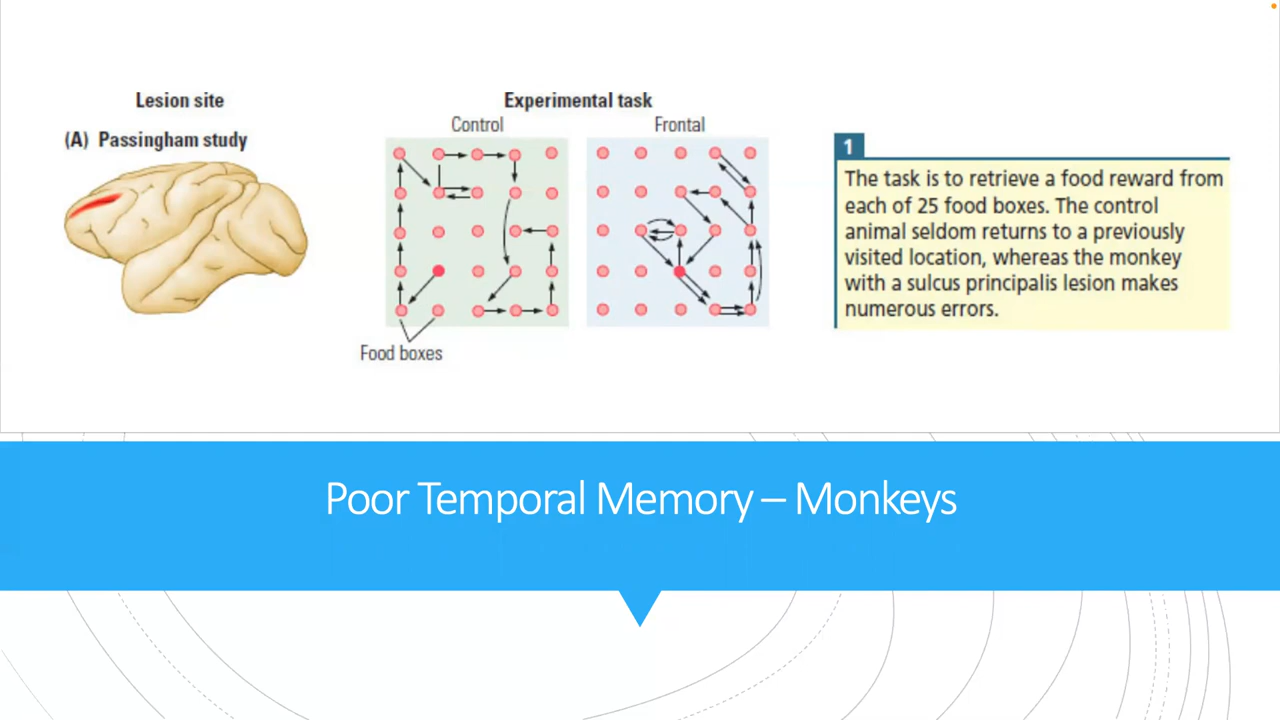 Lesion site
(A) Passingham study
Experimental task
Control
Frontal
Food boxes
1
The task is to retrieve a food reward from
each of 25 food boxes. The control
animal seldom returns to a previously
visited location, whereas the monkey
with a sulcus principalis lesion makes
numerous errors.
Poor Temporal Memory – Monkeys